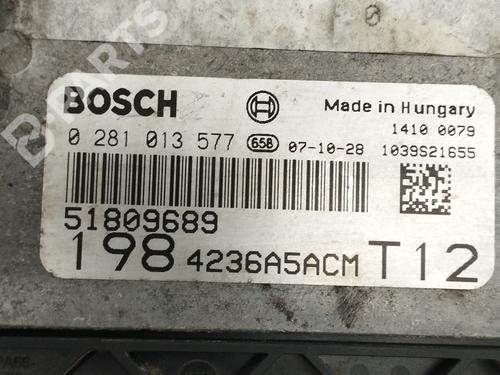 B-PARTS
BOSCH
Made in Hungary
1410 0079
0 281 013 577 658 07-10-28 1039S21655
51809689
198 4236A5ACM T12